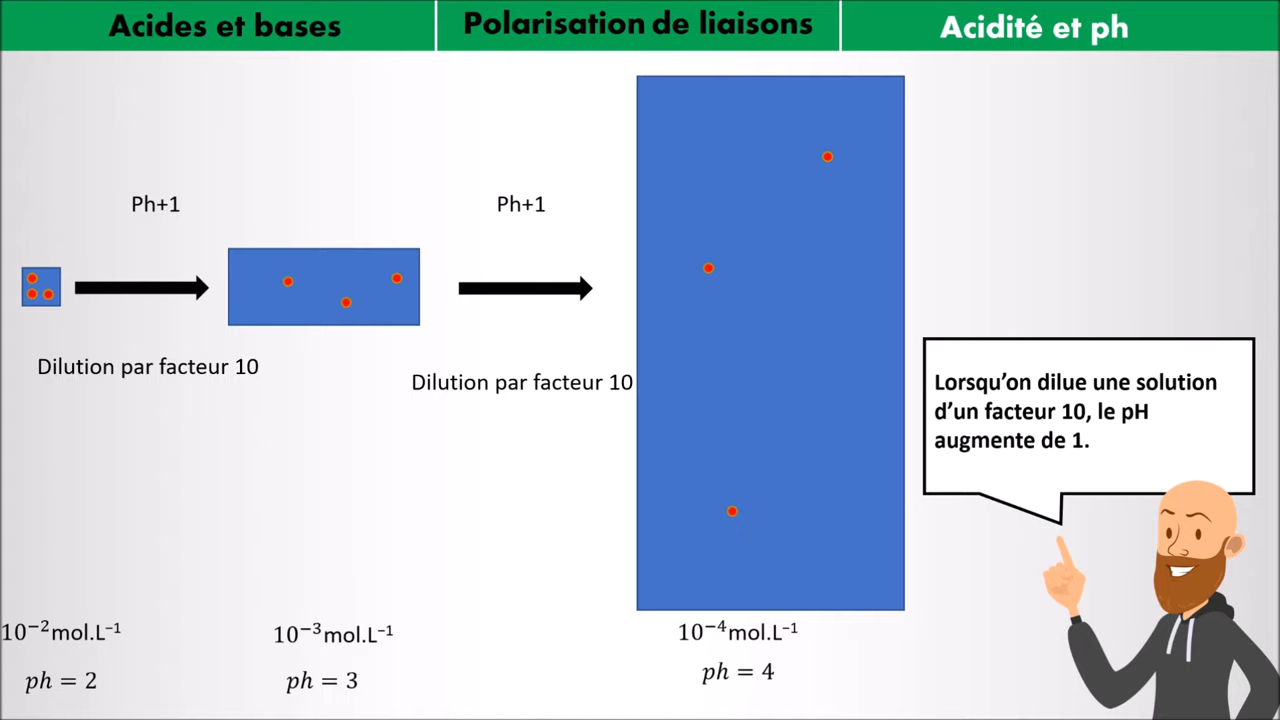 Acides et bases
Polarisation de liaisons
Acidité et ph
Ph+1
Ph+1
Dilution par facteur 10
Dilution par facteur 10
Lorsqu’on dilue une solution
d’un facteur 10, le pH
augmente de 1.
10⁻²mol.L⁻¹
10⁻³mol.L⁻¹
10⁻⁴mol.L⁻¹
ph = 2
ph = 3
ph = 4